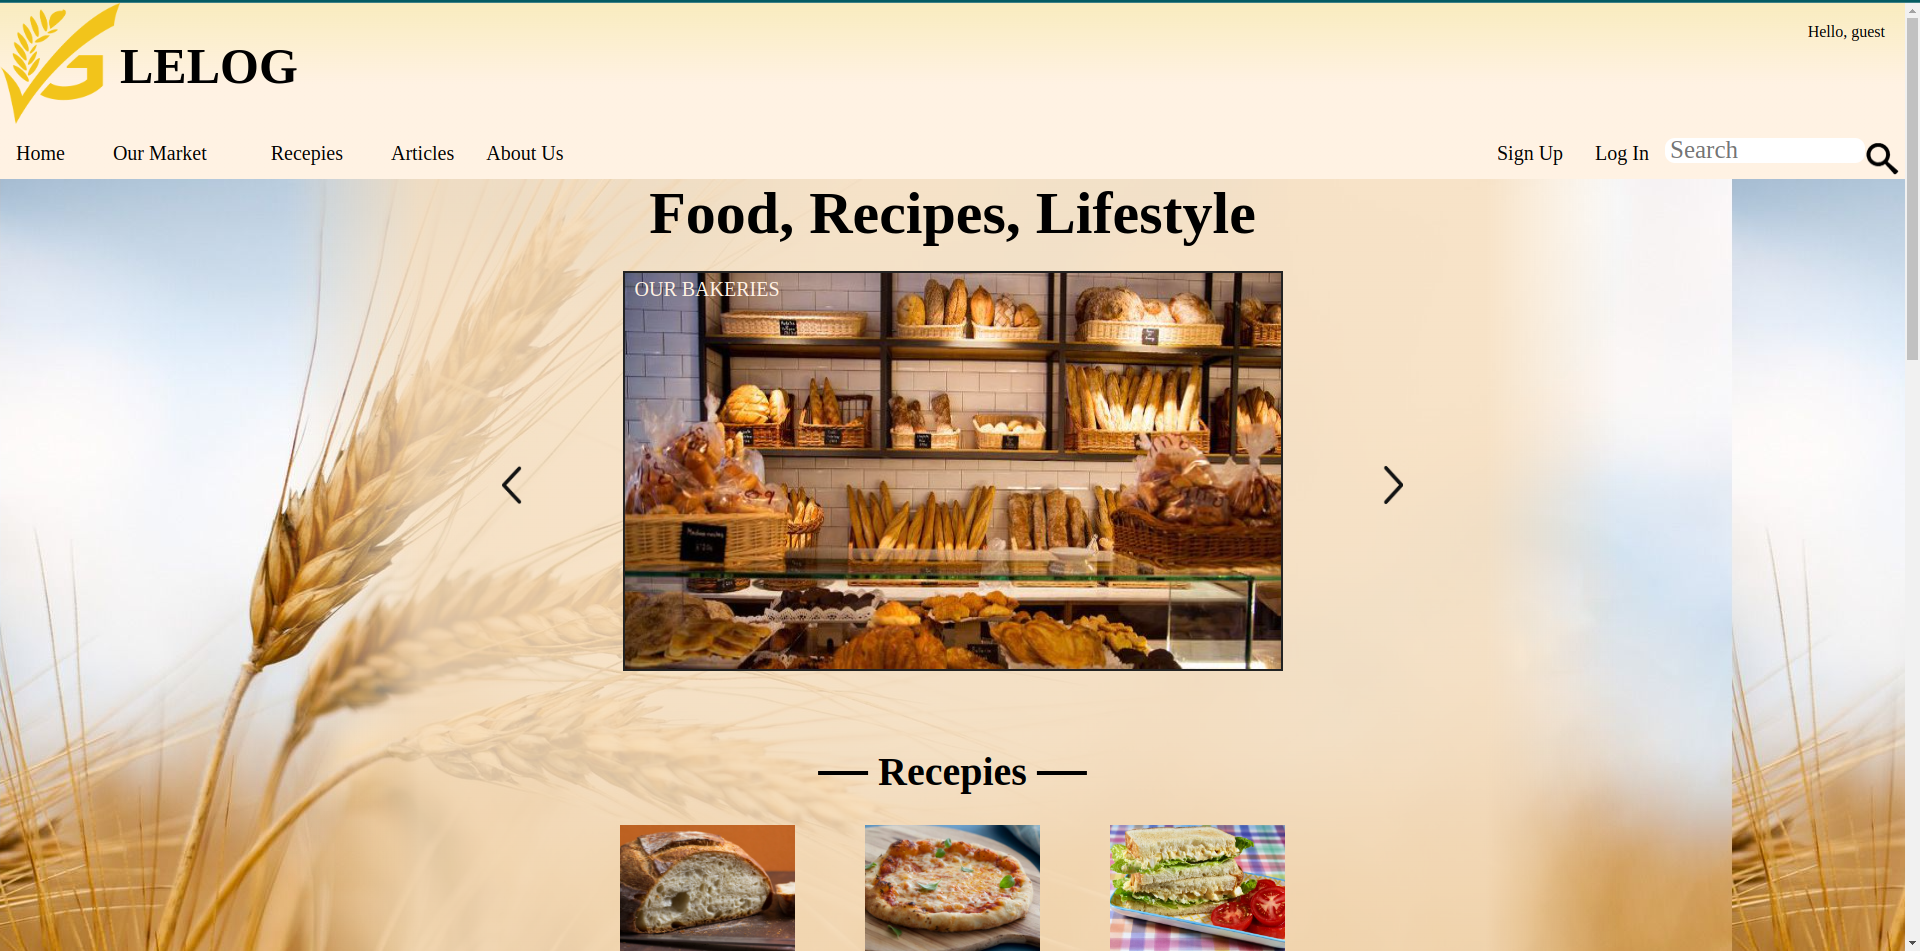 Hello, guest
LELOG
Home Our Market Recepies Articles About Us Sign Up Log In Search
Food, Recipes, Lifestyle
OUR BAKERIES
Recepies